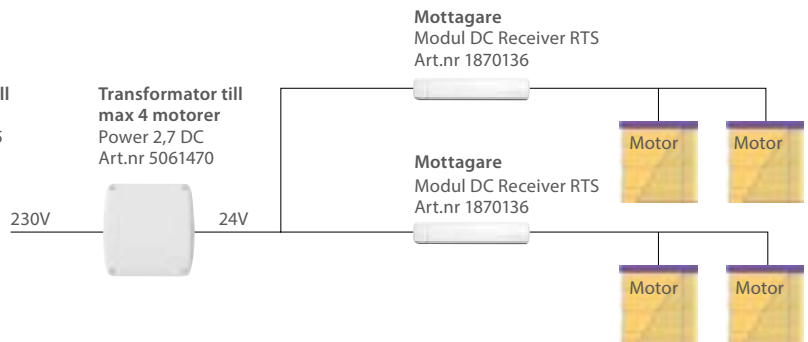 Mottagare
Modul DC Receiver RTS
Art.nr 1870136
ll
Transformator till
max 4 motorer
Power 2,7 DC
Art.nr 5061470
230V
24V
Motor
Motor
Mottagare
Modul DC Receiver RTS
Art.nr 1870136
Motor
Motor